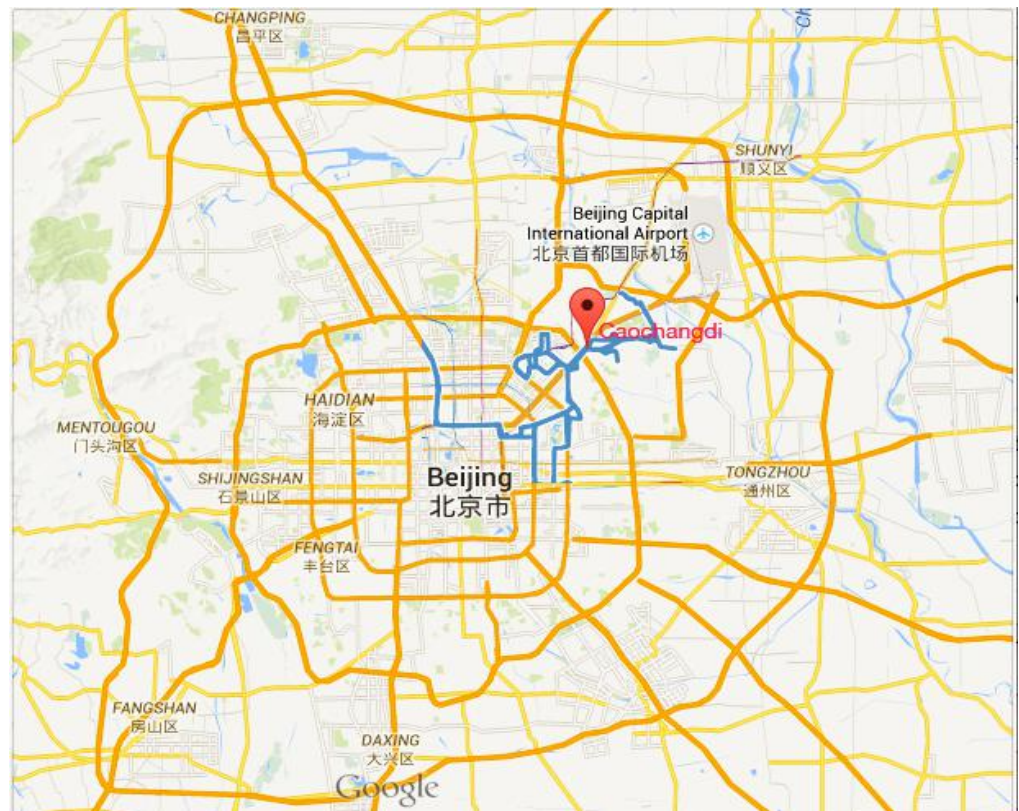 CHANGPING
昌平区
Ch
SHUNYI
顺义区
Beijing Capital
International Airport
北京首都国际机场
Caochangdi
HAIDIAN
海淀区
MENTOUGOU
门头沟区
SHIJINGSHAN
石景山区
Beijing
北京市
TONGZHOU
通州区
FENGTAI
丰台区
FANGSHAN
房山区
DAXING
大兴区
Google